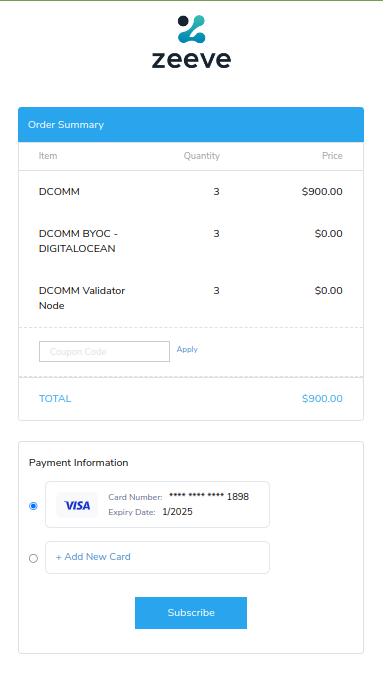 zeeve
Order Summary
Item Quantity Price
DCOMM 3 $900.00
DCOMM BYOC - 3 $0.00
DIGITALOCEAN
DCOMM Validator 3 $0.00
Node
Coupon Code Apply
TOTAL $900.00
Payment Information
VISA Card Number: **** **** **** 1898
Expiry Date: 1/2025
+ Add New Card
Subscribe